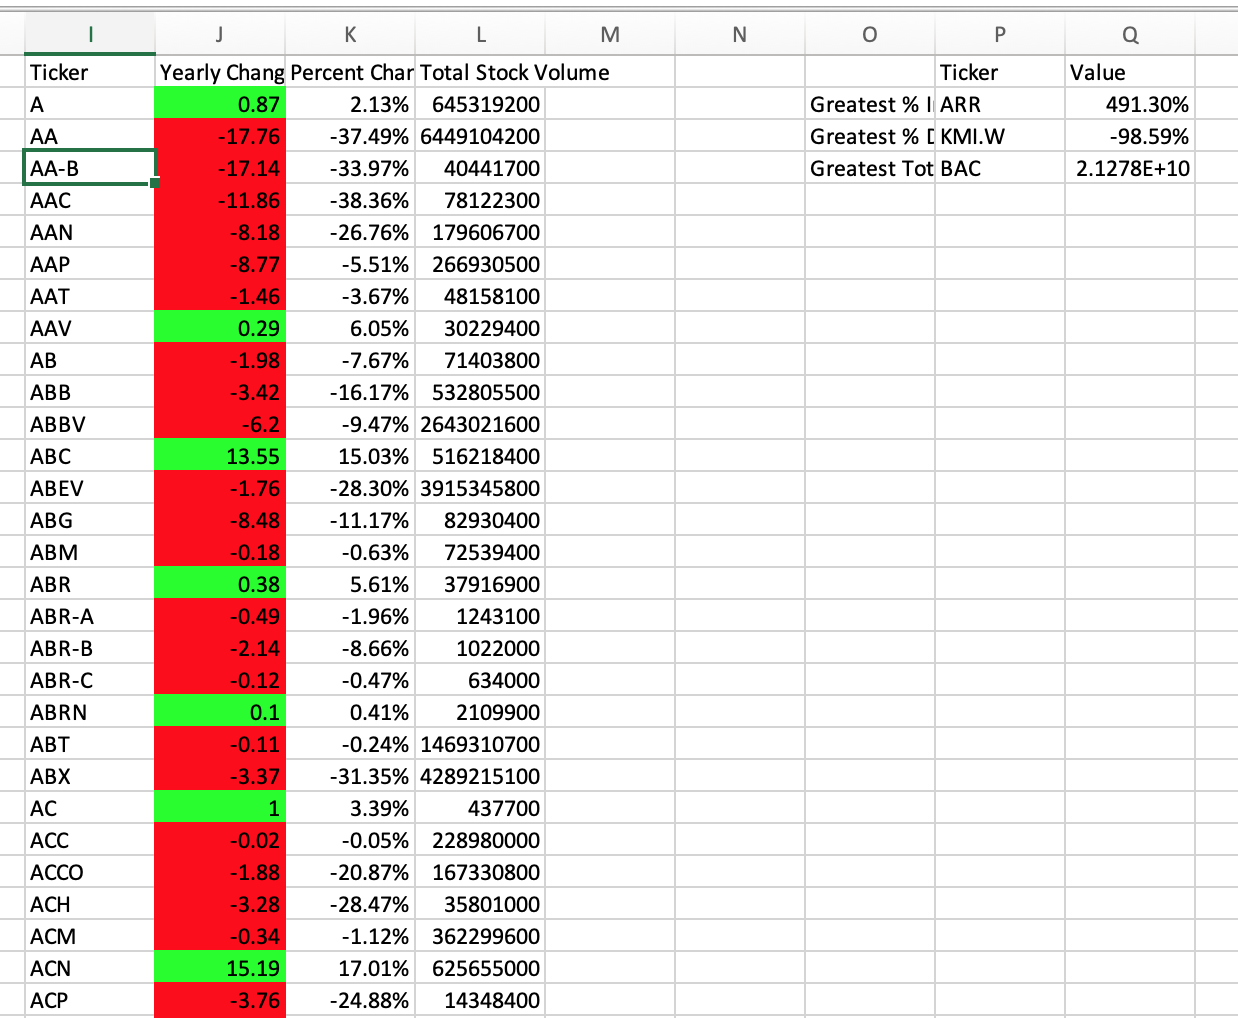 I J K L M N O P Q
Ticker Yearly Chang Percent Char Total Stock Volume Ticker Value
A 0.87 2.13% 645319200 Greatest % I ARR 491.30%
AA -17.76 -37.49% 6449104200 Greatest % D KMI.W -98.59%
AA-B -17.14 -33.97% 40441700 Greatest Tot BAC 2.1278E+10
AAC -11.86 -38.36% 78122300
AAN -8.18 -26.76% 179606700
AAP -8.77 -5.51% 266930500
AAT -1.46 -3.67% 48158100
AAV 0.29 6.05% 30229400
AB -1.98 -7.67% 71403800
ABB -3.42 -16.17% 532805500
ABBV -6.2 -9.47% 2643021600
ABC 13.55 15.03% 516218400
ABEV -1.76 -28.30% 3915345800
ABG -8.48 -11.17% 82930400
ABM -0.18 -0.63% 72539400
ABR 0.38 5.61% 37916900
ABR-A -0.49 -1.96% 1243100
ABR-B -2.14 -8.66% 1022000
ABR-C -0.12 -0.47% 634000
ABRN 0.1 0.41% 2109900
ABT -0.11 -0.24% 1469310700
ABX -3.37 -31.35% 4289215100
AC 1 3.39% 437700
ACC -0.02 -0.05% 228980000
ACCO -1.88 -20.87% 167330800
ACH -3.28 -28.47% 35801000
ACM -0.34 -1.12% 362299600
ACN 15.19 17.01% 625655000
ACP -3.76 -24.88% 14348400